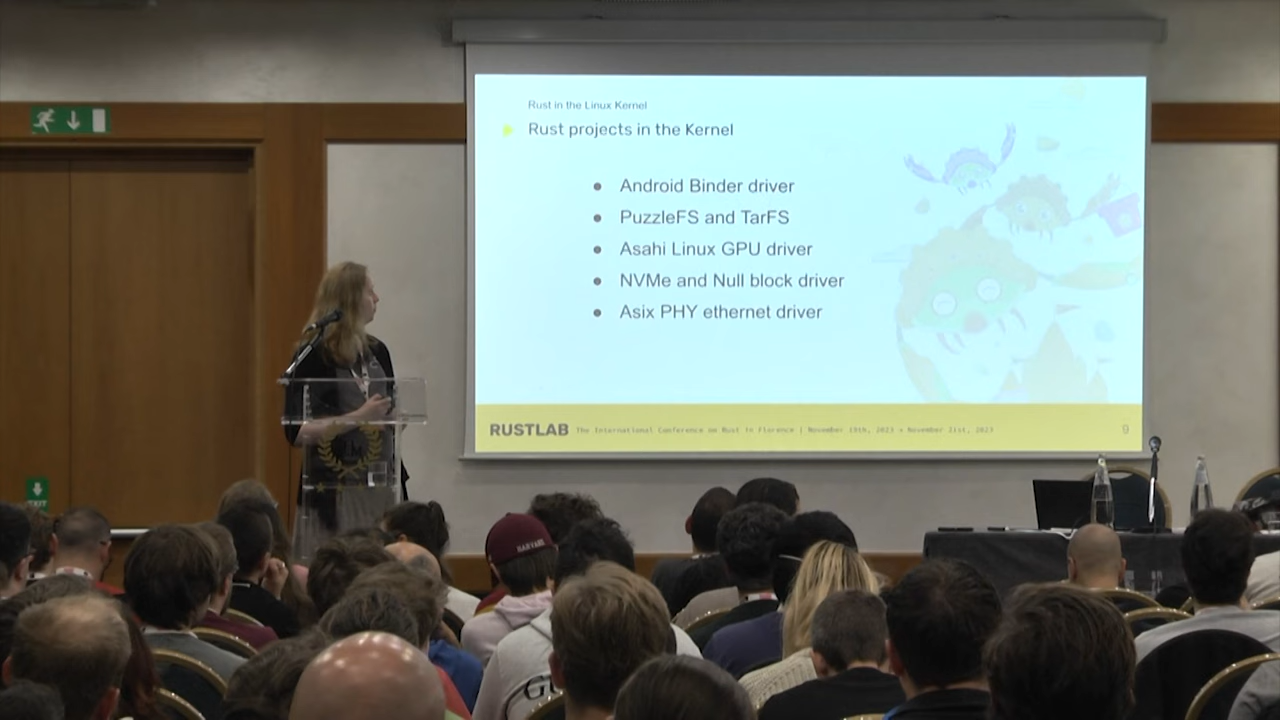 Rust in the Linux Kernel
Rust projects in the Kernel
Android Binder driver
PuzzleFS and TarFS
Asahi Linux GPU driver
NVMe and Null block driver
Asix PHY ethernet driver
RUSTLAB The International Conference on Rust in Florence | November 19th, 2023 - November 21st, 2023
9
EXIT
HARVARD